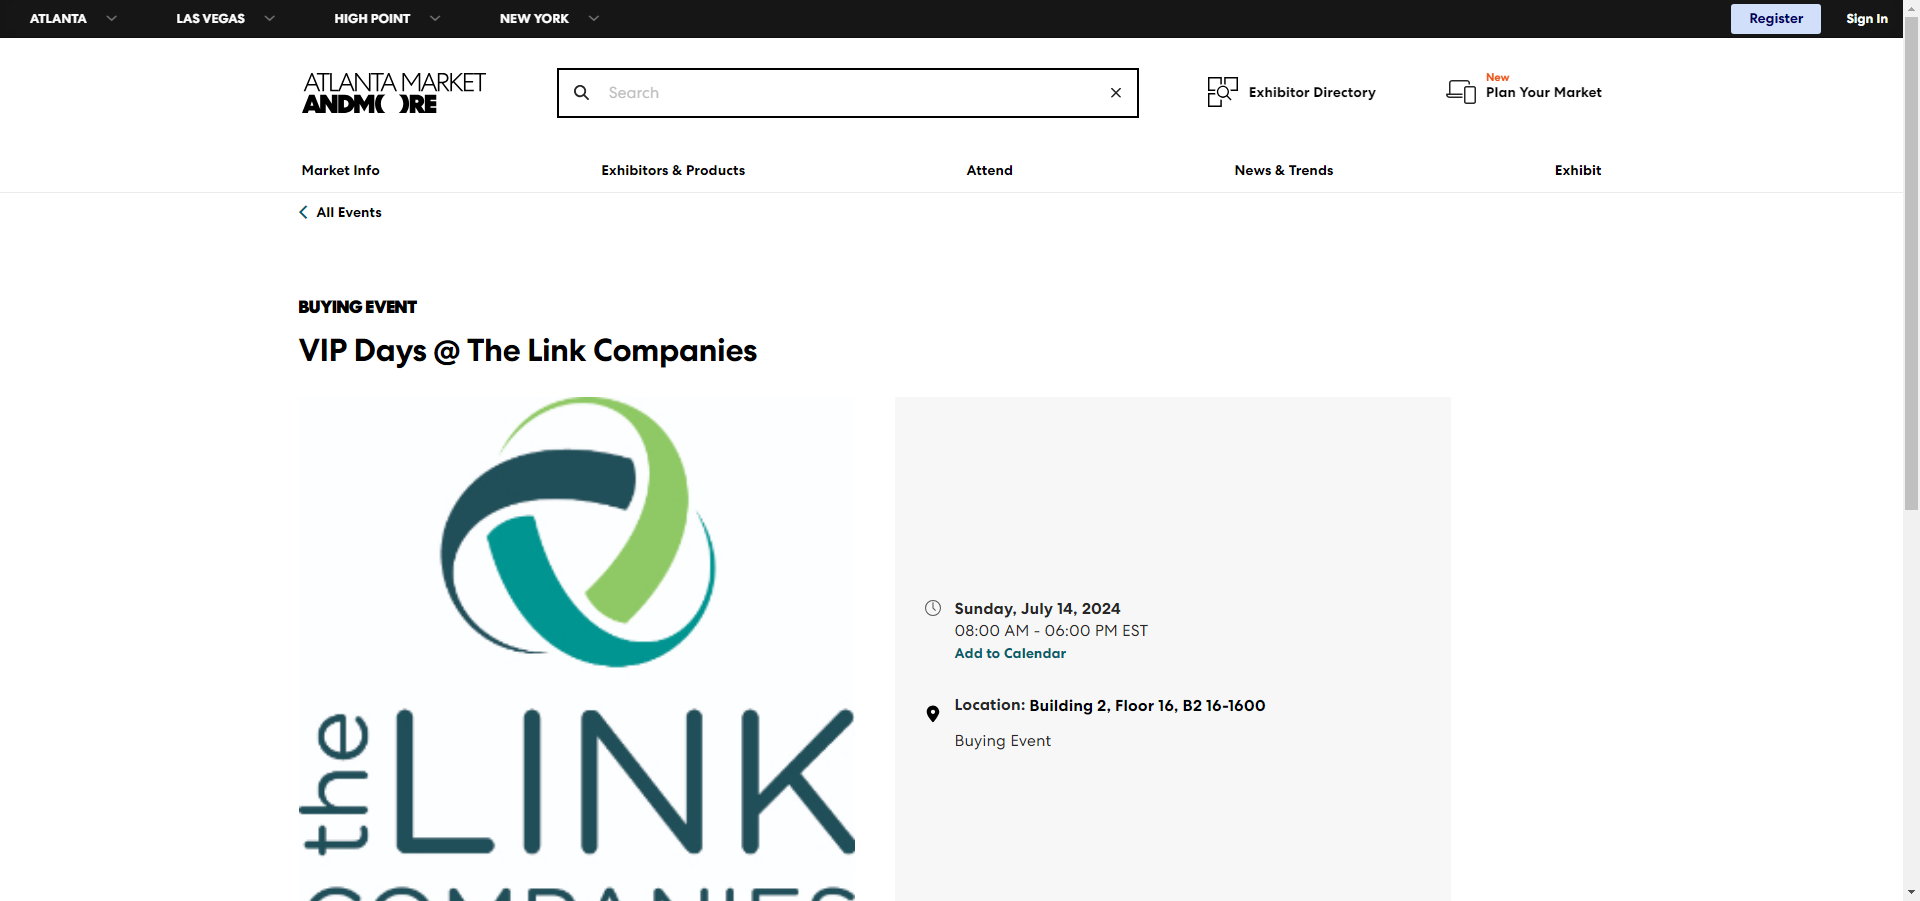 ATLANTA
LAS VEGAS
HIGH POINT
NEW YORK
Register
Sign In
ATLANTA MARKET
ANDMORE
Search
Exhibitor Directory
New
Plan Your Market
Market Info
Exhibitors & Products
Attend
News & Trends
Exhibit
All Events
BUYING EVENT
VIP Days @ The Link Companies
the
LINK
COMPANIES
Sunday, July 14, 2024
08:00 AM - 06:00 PM EST
Add to Calendar
Location: Building 2, Floor 16, B2 16-1600
Buying Event